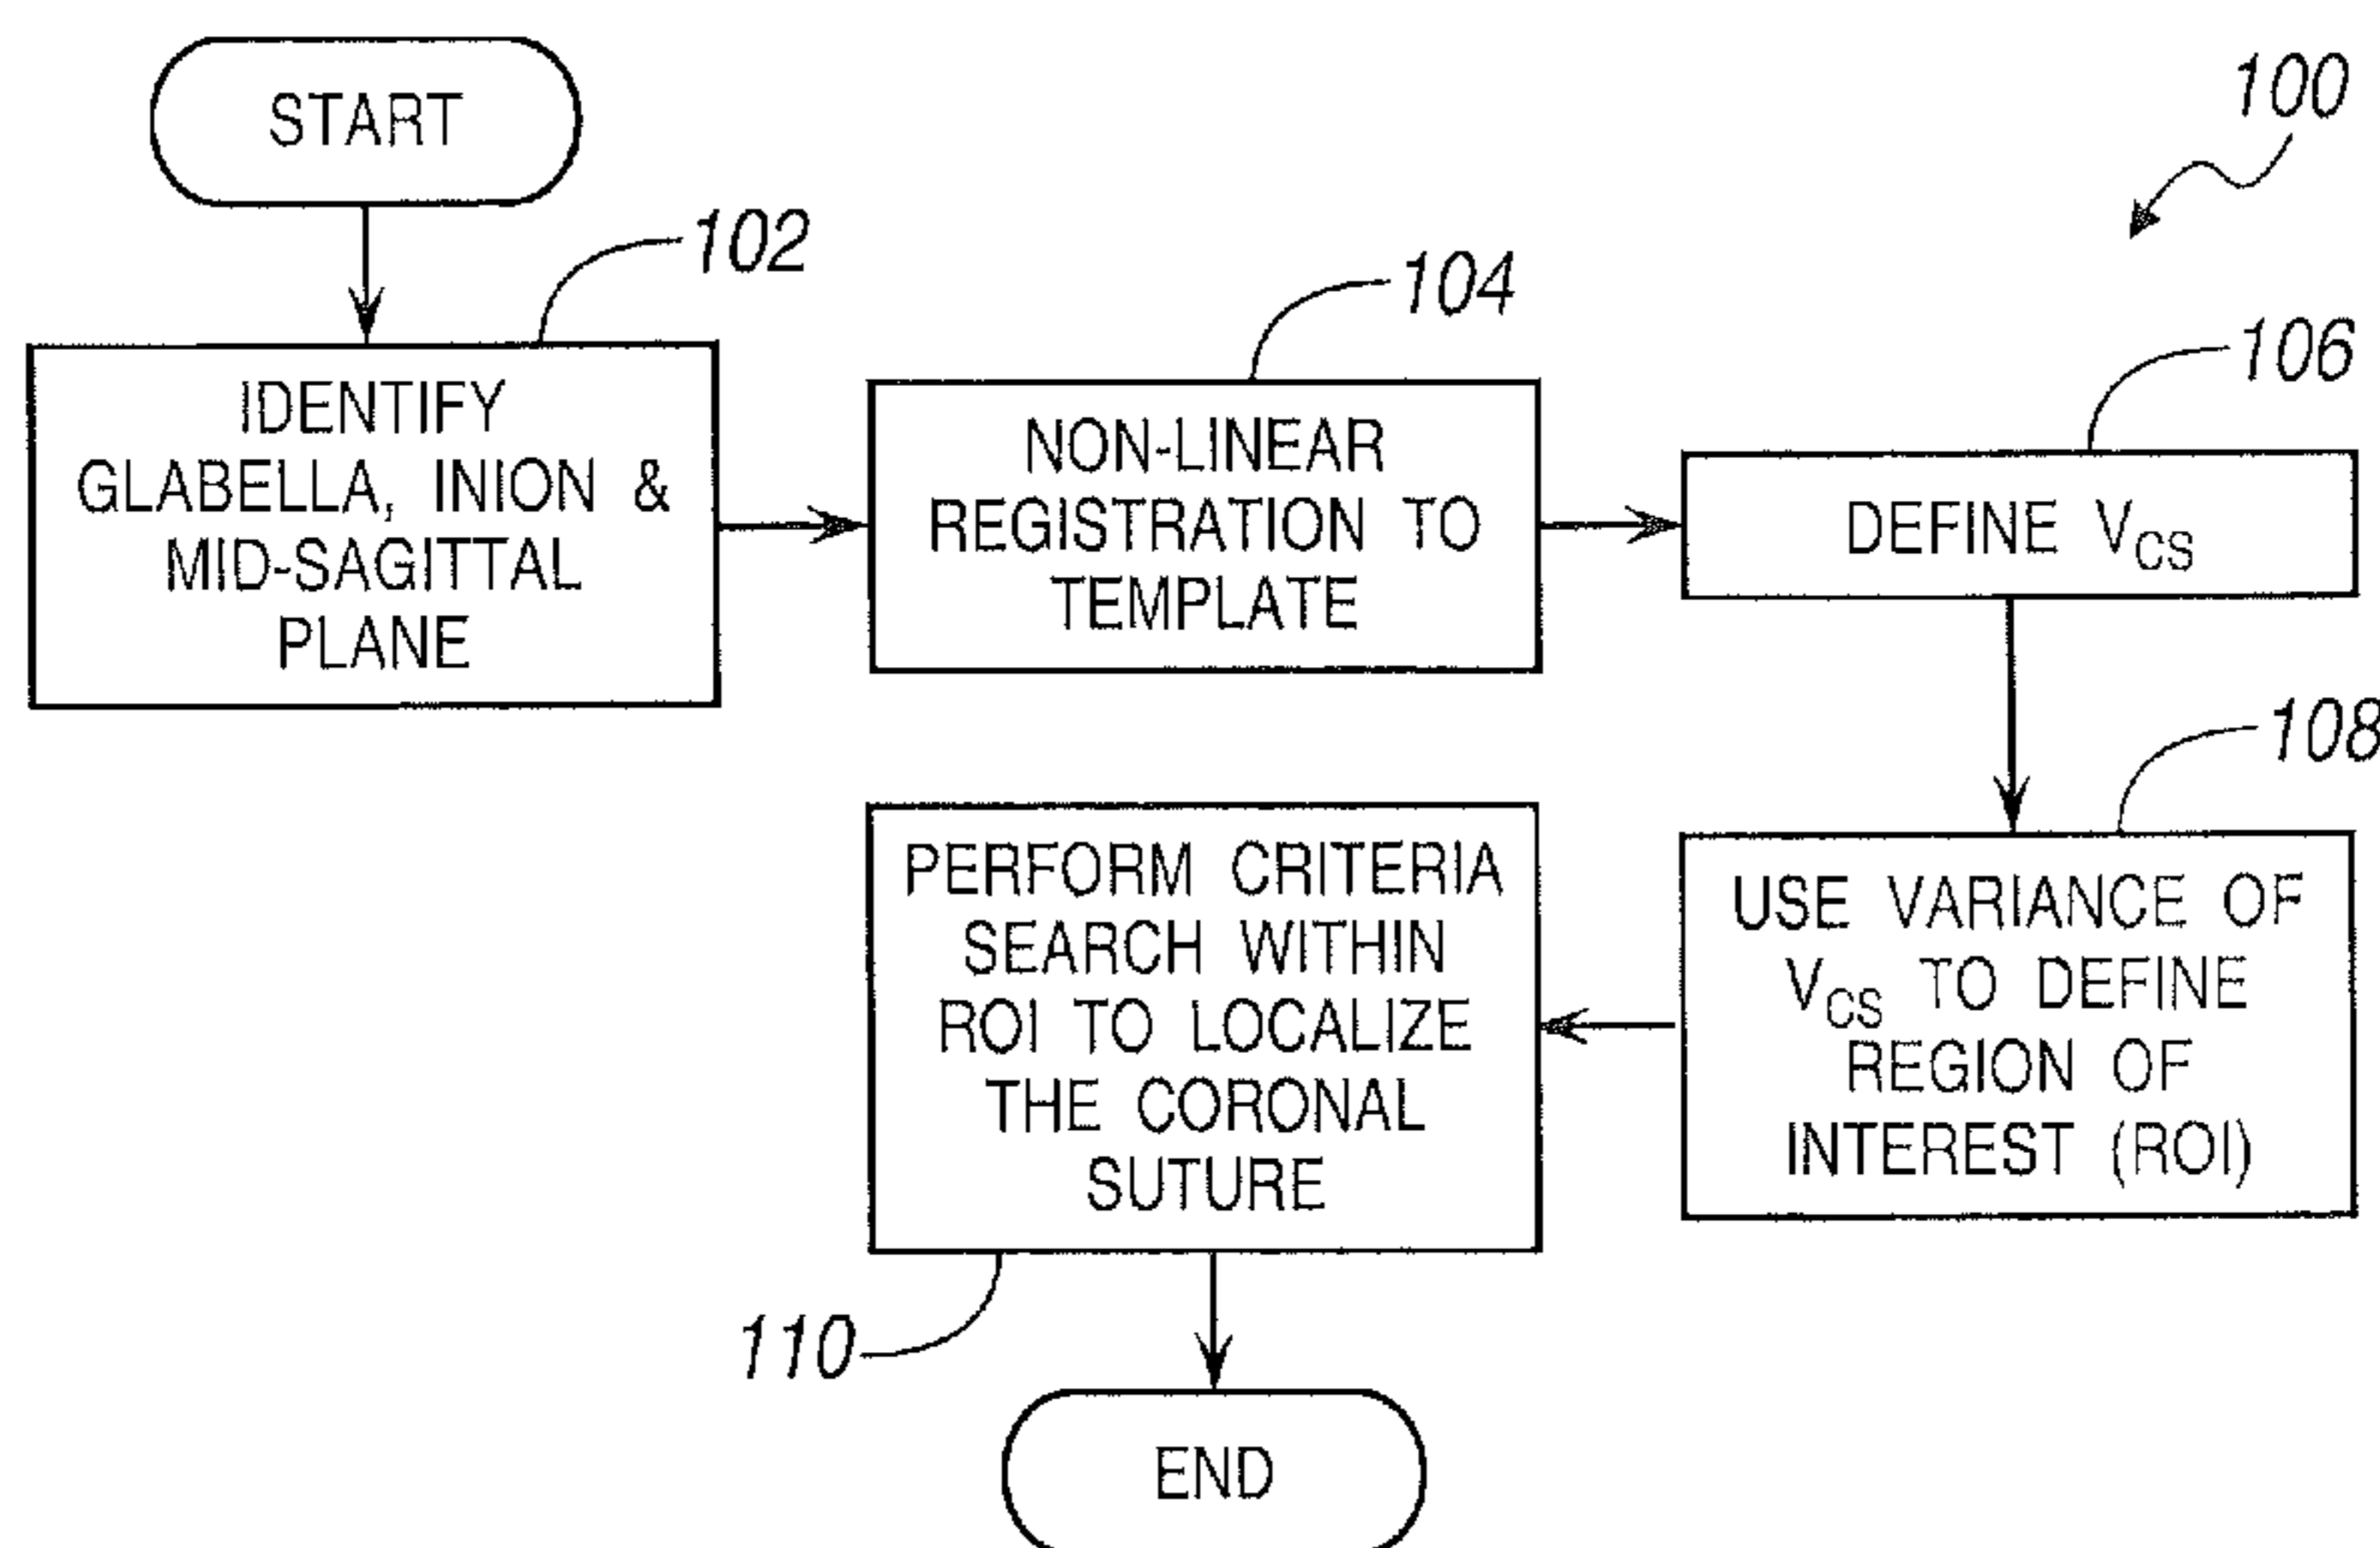 START
100
102
IDENTIFY
GLABELLA, INION &
MID-SAGITTAL
PLANE
104
NON-LINEAR
REGISTRATION TO
TEMPLATE
106
DEFINE V_CS
108
USE VARIANCE OF
V_CS TO DEFINE
REGION OF
INTEREST (ROI)
PERFORM CRITERIA
SEARCH WITHIN
ROI TO LOCALIZE
THE CORONAL
SUTURE
110
END